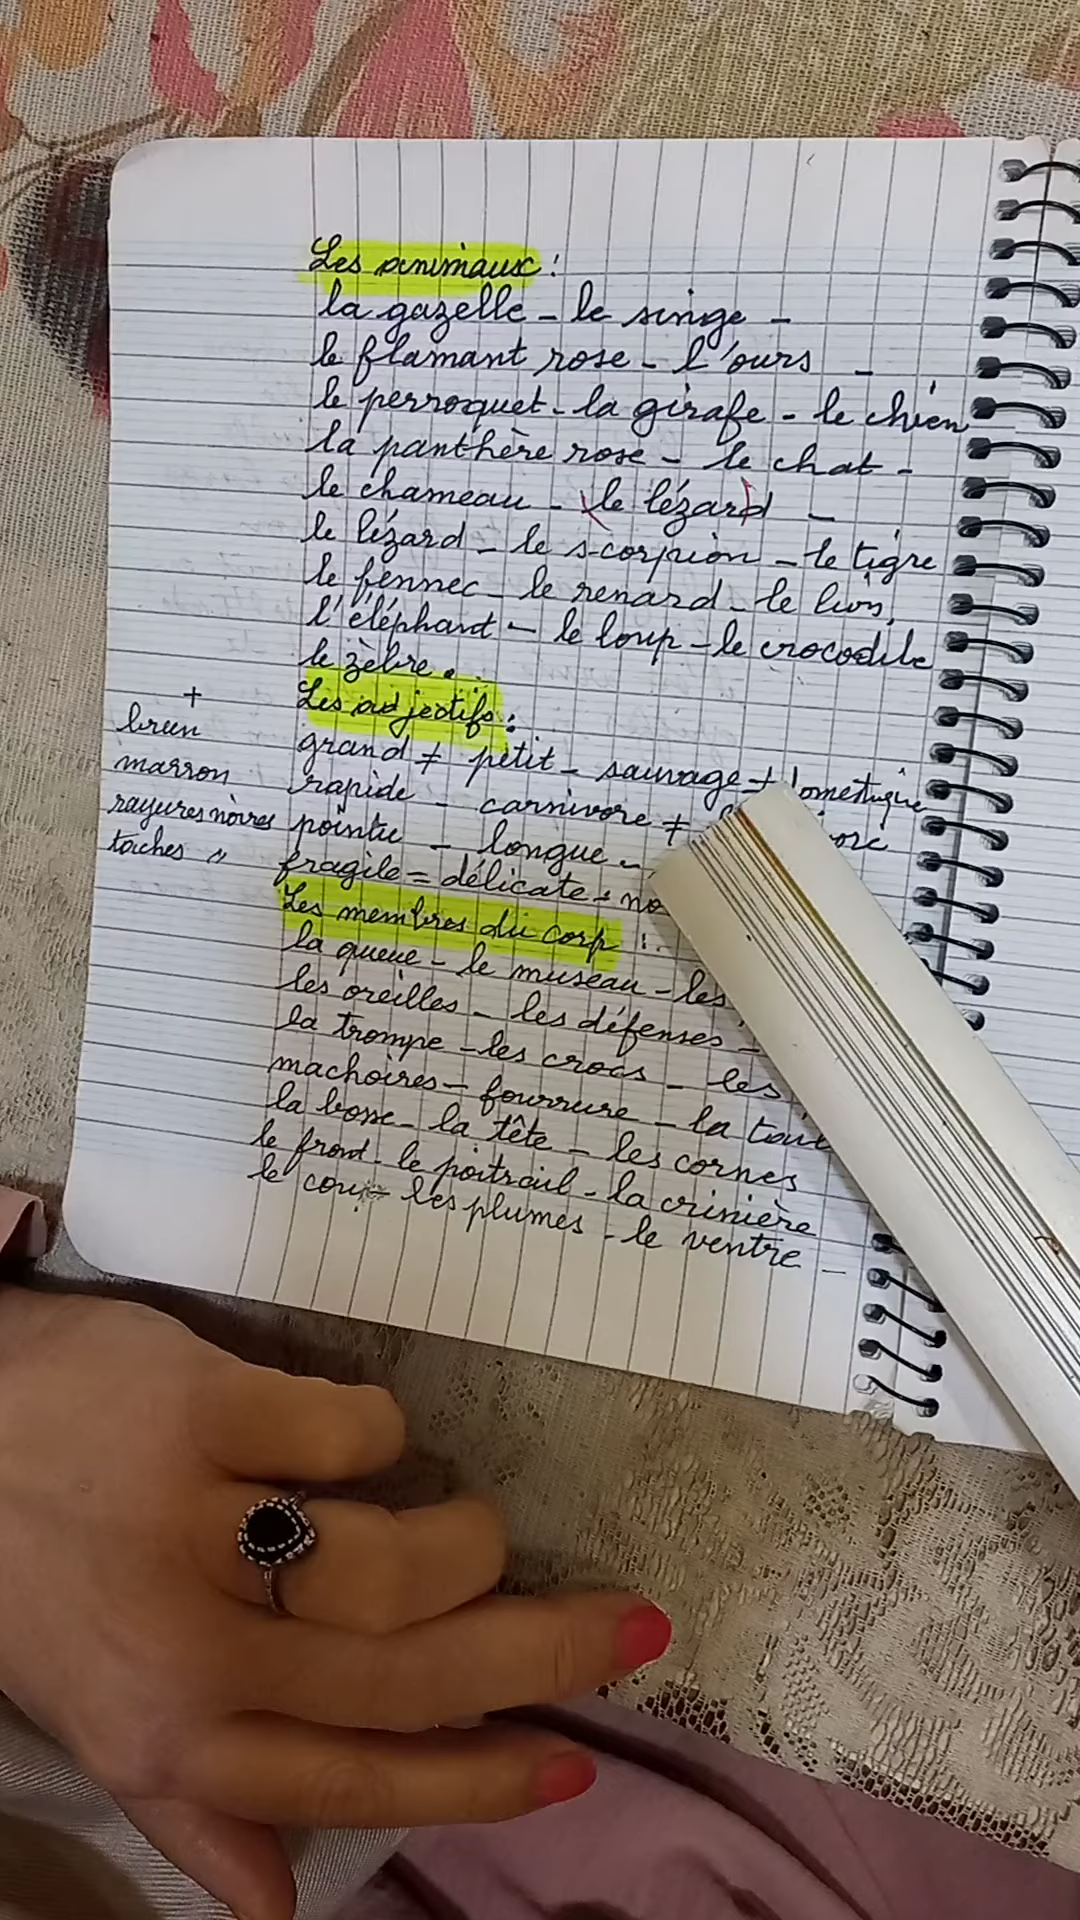 Les animaux :
la gazelle - le singe -
le flamant rose - l'ours -
le perroquet - la girafe - le chien
la panthère rose - le chat -
le chameau - (le lézard) -
le lézard - le scorpion - le tigre
le fennec - le renard - le lion,
l'éléphant - le loup - le crocodile
le zèbre.
Les adjectifs :
grand ≠ petit - sauvage ≠
rapide - carnivore ≠
pointu - longue -
fragile = délicate +
+
brun
marron
rayures noires
taches "
Les membres du corp :
la queue - le museau - les
les oreilles - les défenses -
la trompe - les crocs - les
machoires - fourrure - la
la bosse - la tête - les cornes
le front - le poitrail - la crinière
le cou - les plumes - le ventre -